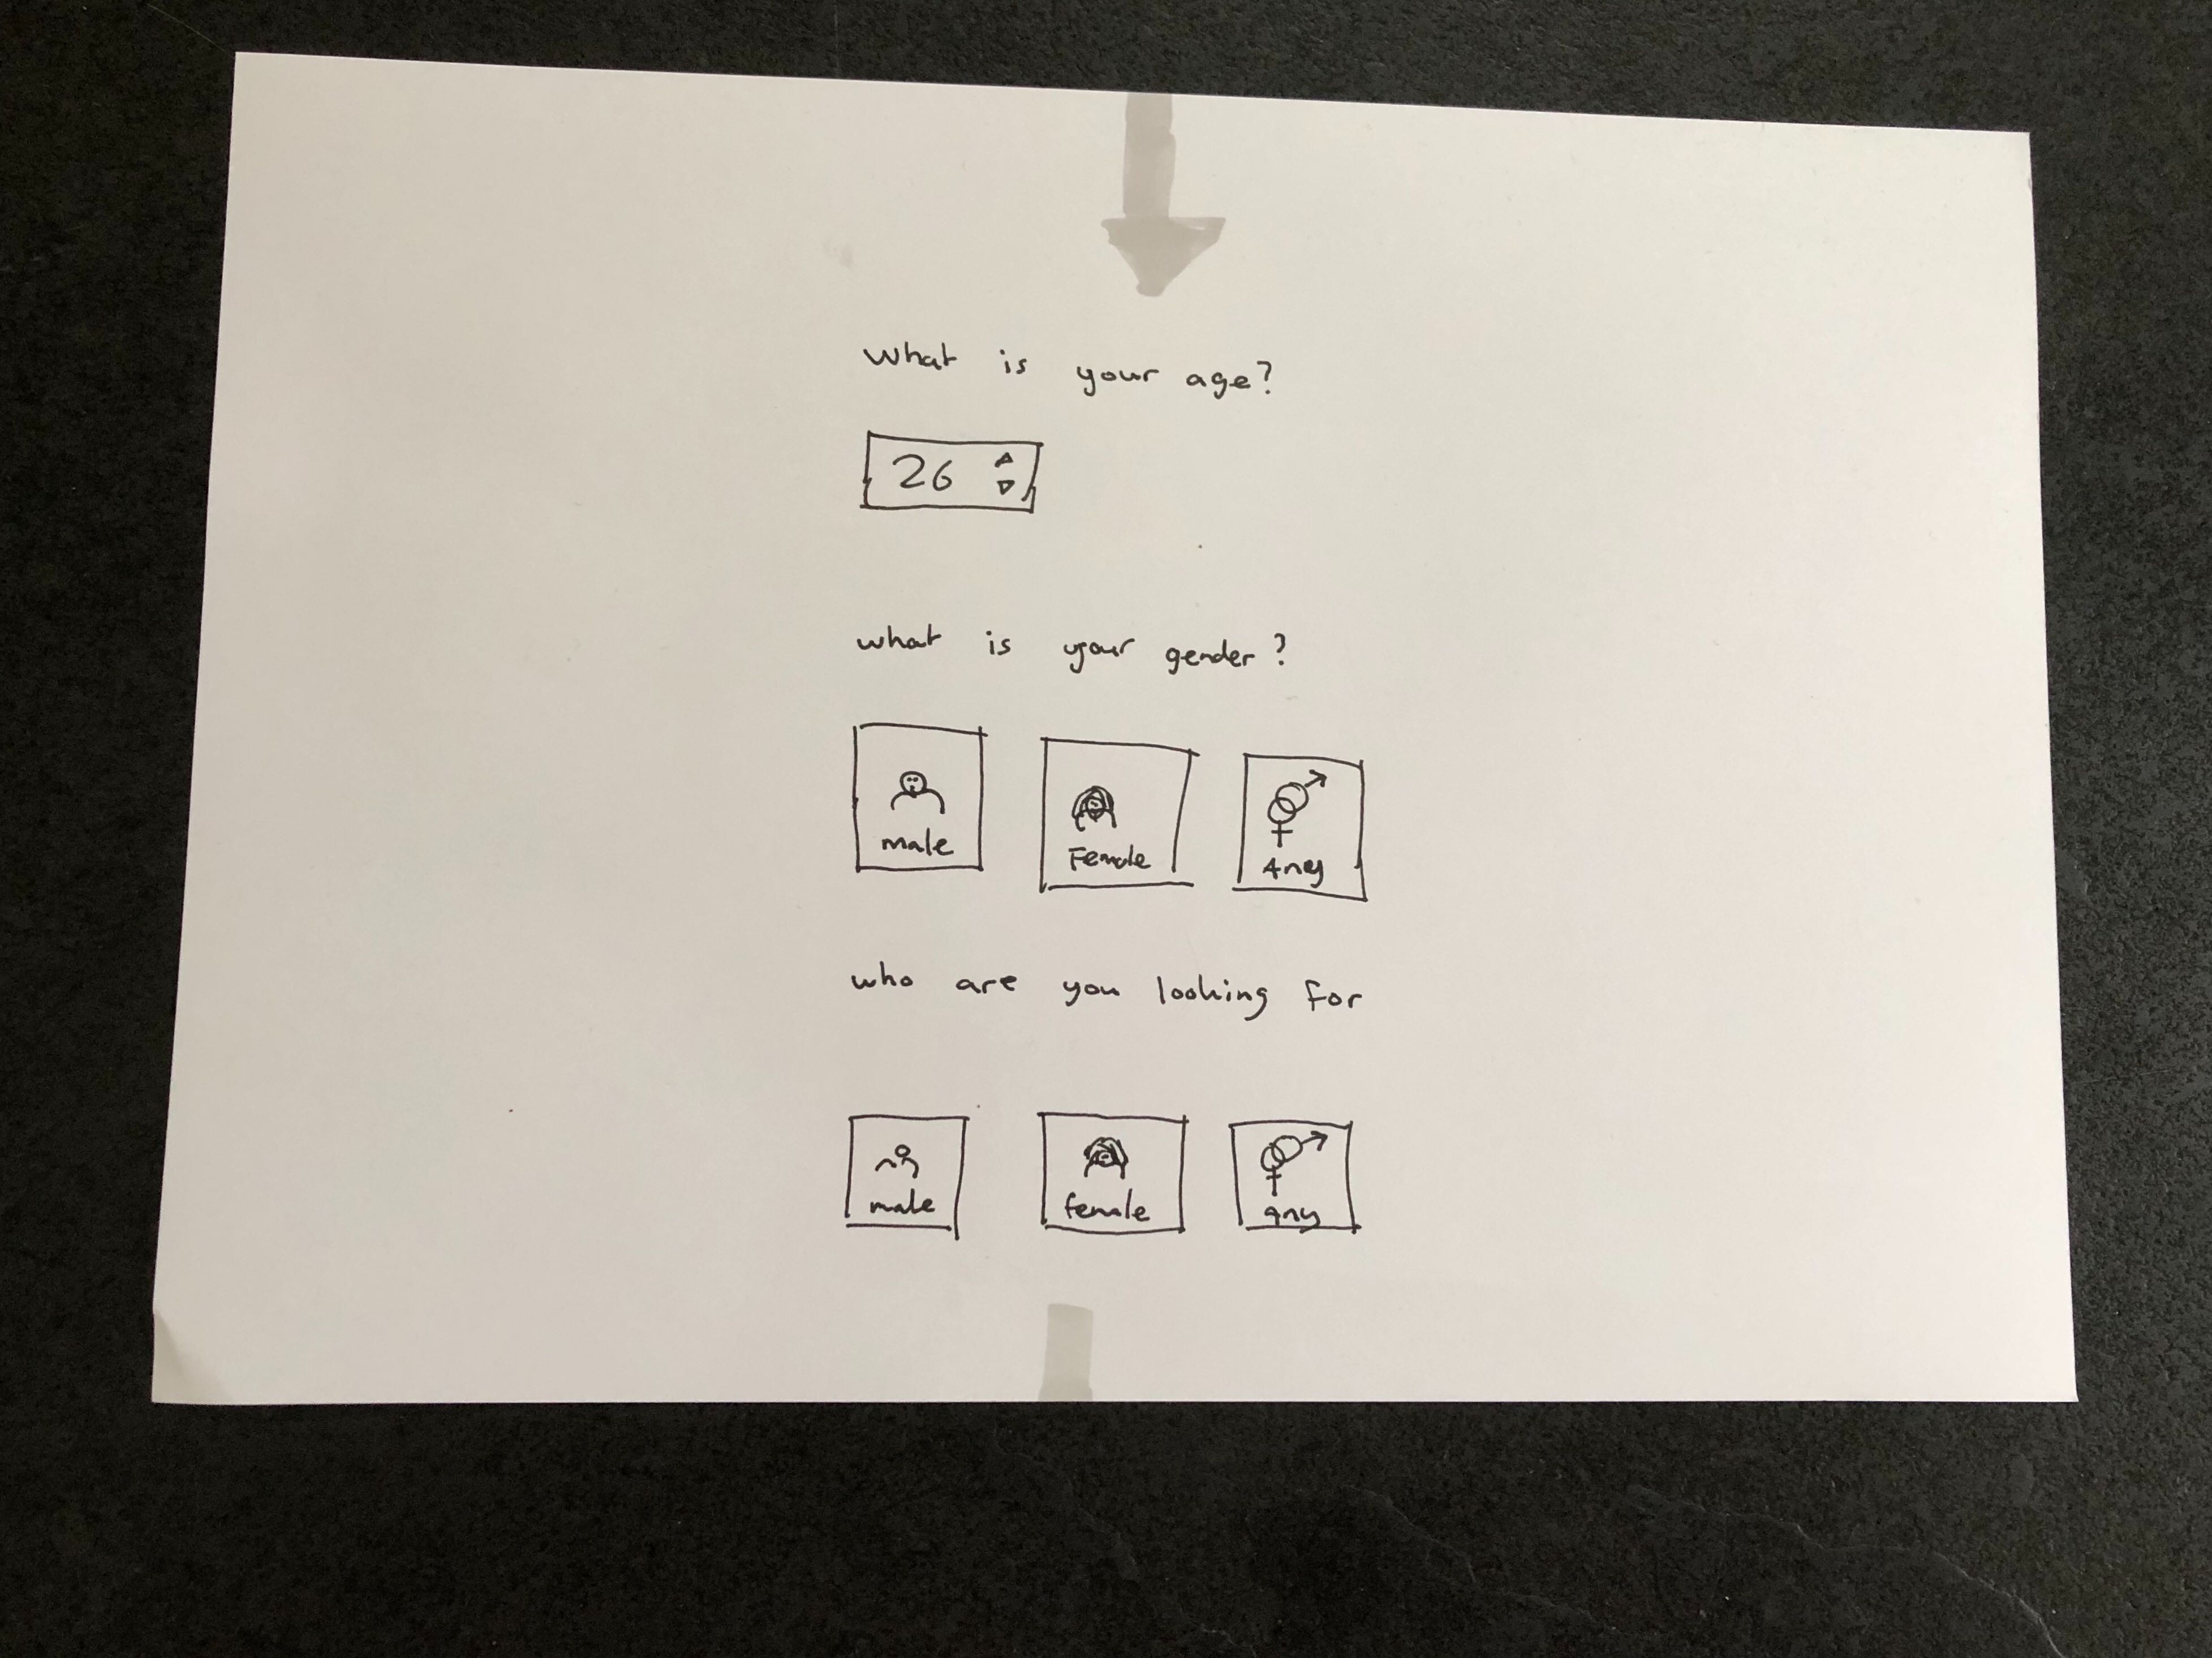 What is your age?
26
what is your gender?
male Female Any
who are you looking for
male female any